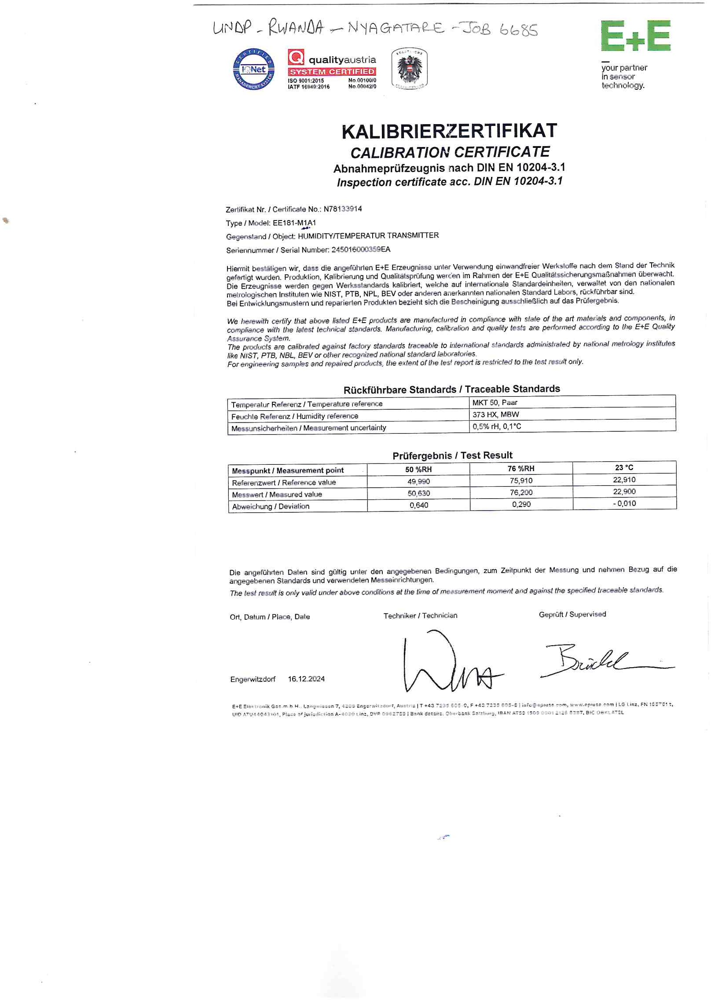 UNDP - RWANDA - NYAGATARE - JOB 6685
E+E
your partner
in sensor
technology.
CERTIFIED
IQNet
MANAGEMENT SYSTEM
qualityaustria
SYSTEM CERTIFIED
ISO 9001:2015 No.00100/0
IATF 16949:2016 No.00042/0
KALIBRIERZERTIFIKAT
CALIBRATION CERTIFICATE
Abnahmeprüfzeugnis nach DIN EN 10204-3.1
Inspection certificate acc. DIN EN 10204-3.1
Zertifikat Nr. / Certificate No.: N78133914
Type / Model: EE181-M1A1
Gegenstand / Object: HUMIDITY/TEMPERATUR TRANSMITTER
Seriennummer / Serial Number: 245016000359EA
Hiermit bestätigen wir, dass die angeführten E+E Erzeugnisse unter Verwendung einwandfreier Werkstoffe nach dem Stand der Technik
gefertigt wurden. Produktion, Kalibrierung und Qualitätsprüfung werden im Rahmen der E+E Qualitätssicherungsmaßnahmen überwacht.
Die Erzeugnisse werden gegen Werksstandards kalibriert, welche auf internationale Standardeinheiten, verwaltet von den nationalen
metrologischen Instituten wie NIST, PTB, NPL, BEV oder anderen anerkannten nationalen Standard Labors, rückführbar sind.
Bei Entwicklungsmustern und reparierten Produkten bezieht sich die Bescheinigung ausschließlich auf das Prüfergebnis.
We herewith certify that above listed E+E products are manufactured in compliance with state of the art materials and components, in
compliance with the latest technical standards. Manufacturing, calibration and quality tests are performed according to the E+E Quality
Assurance System.
The products are calibrated against factory standards traceable to international standards administrated by national metrology institutes
like NIST, PTB, NBL, BEV or other recognized national standard laboratories.
For engineering samples and repaired products, the extent of the test report is restricted to the test result only.
Rückführbare Standards / Traceable Standards
Temperatur Referenz / Temperature reference MKT 50, Paar
Feuchte Referenz / Humidity reference 373 HX, MBW
Messunsicherheiten / Measurement uncertainty 0,5% rH, 0,1°C
Prüfergebnis / Test Result
Messpunkt / Measurement point 50 %RH 76 %RH 23 °C
Referenzwert / Reference value 49,990 75,910 22,910
Messwert / Measured value 50,630 76,200 22,900
Abweichung / Deviation 0,640 0,290 - 0,010
Die angeführten Daten sind gültig unter den angegebenen Bedingungen, zum Zeitpunkt der Messung und nehmen Bezug auf die
angegebenen Standards und verwendeten Messeinrichtungen.
The test result is only valid under above conditions at the time of measurement moment and against the specified traceable standards.
Ort, Datum / Place, Date Techniker / Technician Geprüft / Supervised
Engerwitzdorf 16.12.2024
E+E Elektronik Ges.m.b.H., Langwiesen 7, 4209 Engerwitzdorf, Austria | T +43 7235 605-0, F +43 7235 605-8 | info@epluse.com, www.epluse.com | LG Linz,
Place of jurisdiction A-4020 Linz, DVR 0962759 | Bank details: Oberbank Salzburg,